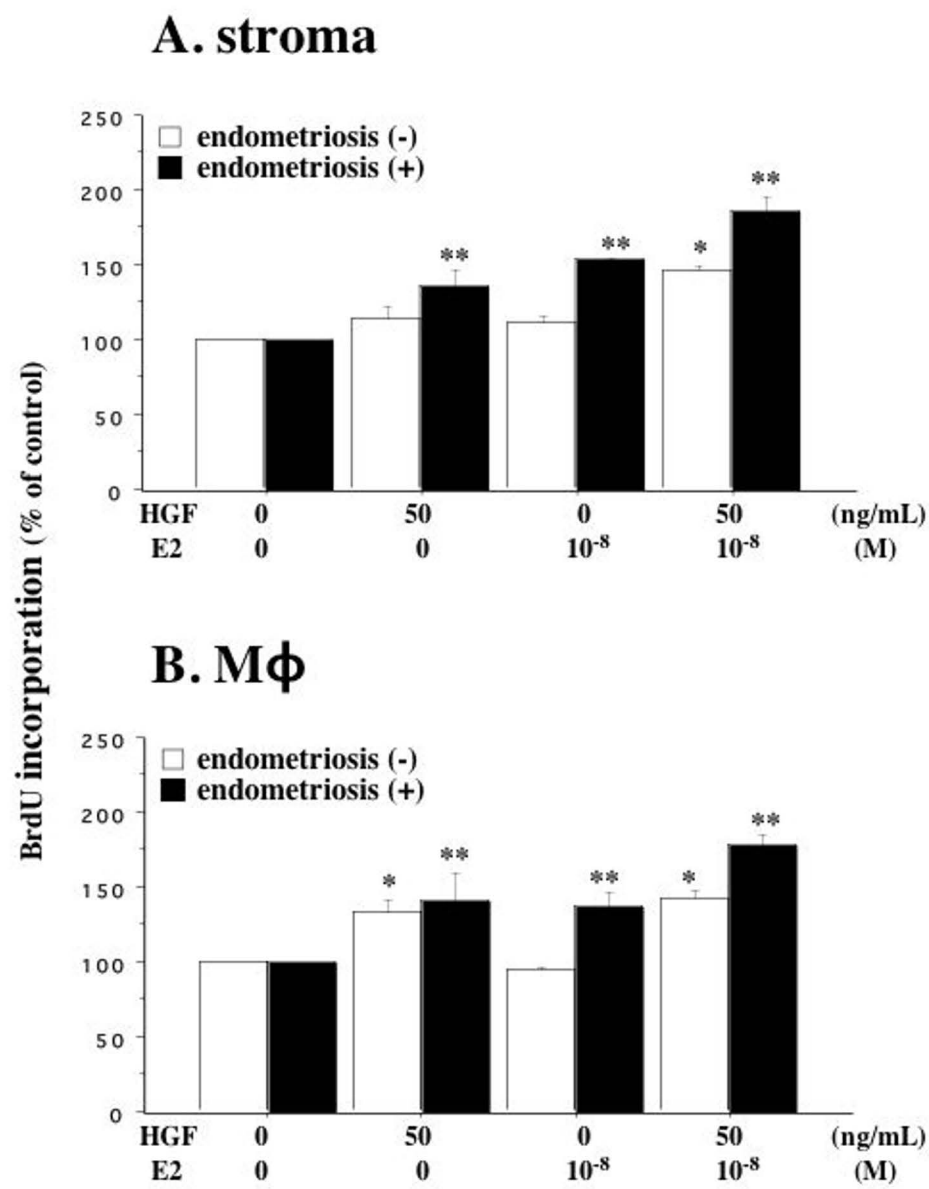 A. stroma
250
endometriosis (-)
endometriosis (+)
200
150
100
50
0
** ** * **
HGF 0 50 0 50 (ng/mL)
E2 0 0 10-8 10-8 (M)
BrdU incorporation (% of control)
B. Mϕ
250
endometriosis (-)
endometriosis (+)
200
150
100
50
0
* ** ** * **
HGF 0 50 0 50 (ng/mL)
E2 0 0 10-8 10-8 (M)